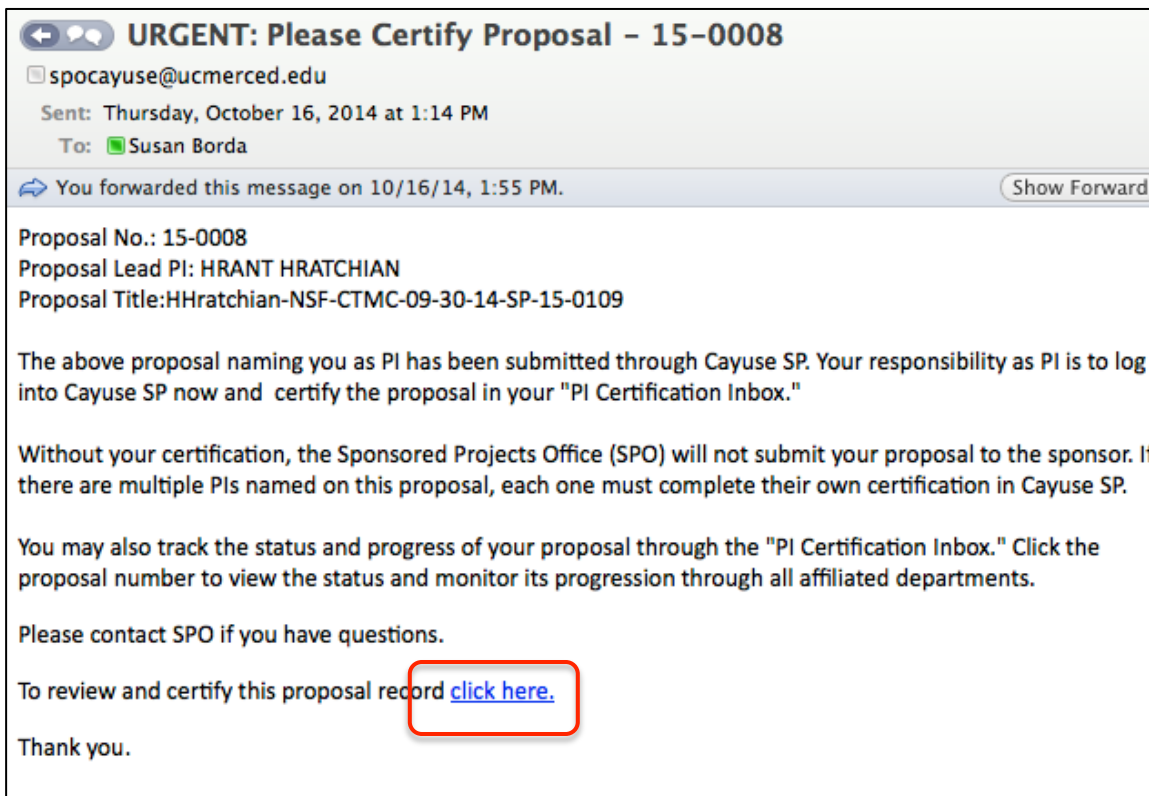 URGENT: Please Certify Proposal – 15-0008
spocayuse@ucmerced.edu
Sent: Thursday, October 16, 2014 at 1:14 PM
To: Susan Borda
You forwarded this message on 10/16/14, 1:55 PM. Show Forward
Proposal No.: 15-0008
Proposal Lead PI: HRANT HRATCHIAN
Proposal Title:HHratchian-NSF-CTMC-09-30-14-SP-15-0109
The above proposal naming you as PI has been submitted through Cayuse SP. Your responsibility as PI is to log
into Cayuse SP now and  certify the proposal in your "PI Certification Inbox."
Without your certification, the Sponsored Projects Office (SPO) will not submit your proposal to the sponsor. If
there are multiple PIs named on this proposal, each one must complete their own certification in Cayuse SP.
You may also track the status and progress of your proposal through the "PI Certification Inbox." Click the
proposal number to view the status and monitor its progression through all affiliated departments.
Please contact SPO if you have questions.
To review and certify this proposal record click here.
Thank you.